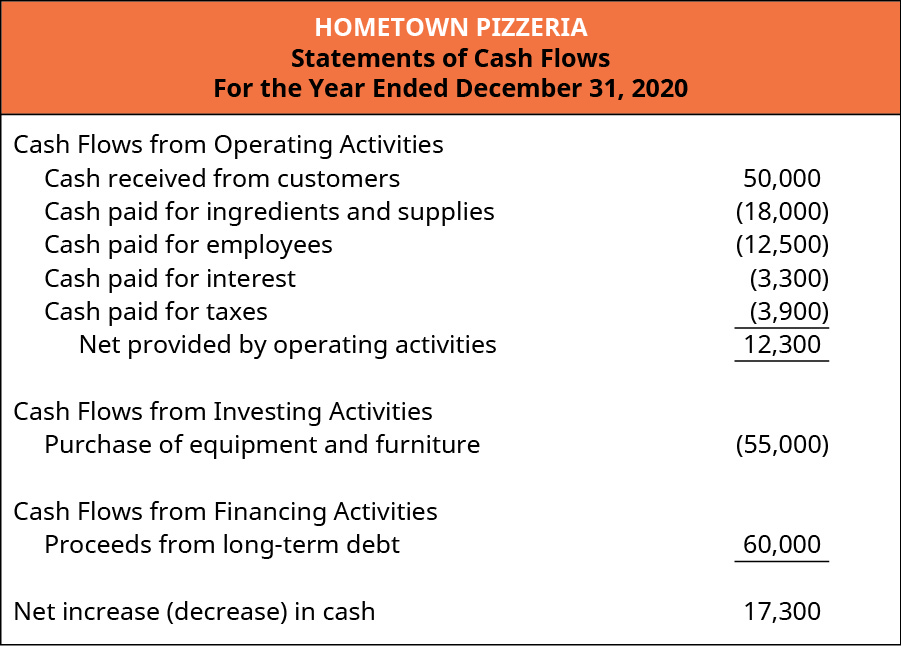 HOMETOWN PIZZERIA
Statements of Cash Flows
For the Year Ended December 31, 2020
Cash Flows from Operating Activities
Cash received from customers 50,000
Cash paid for ingredients and supplies (18,000)
Cash paid for employees (12,500)
Cash paid for interest (3,300)
Cash paid for taxes (3,900)
Net provided by operating activities 12,300
Cash Flows from Investing Activities
Purchase of equipment and furniture (55,000)
Cash Flows from Financing Activities
Proceeds from long-term debt 60,000
Net increase (decrease) in cash 17,300